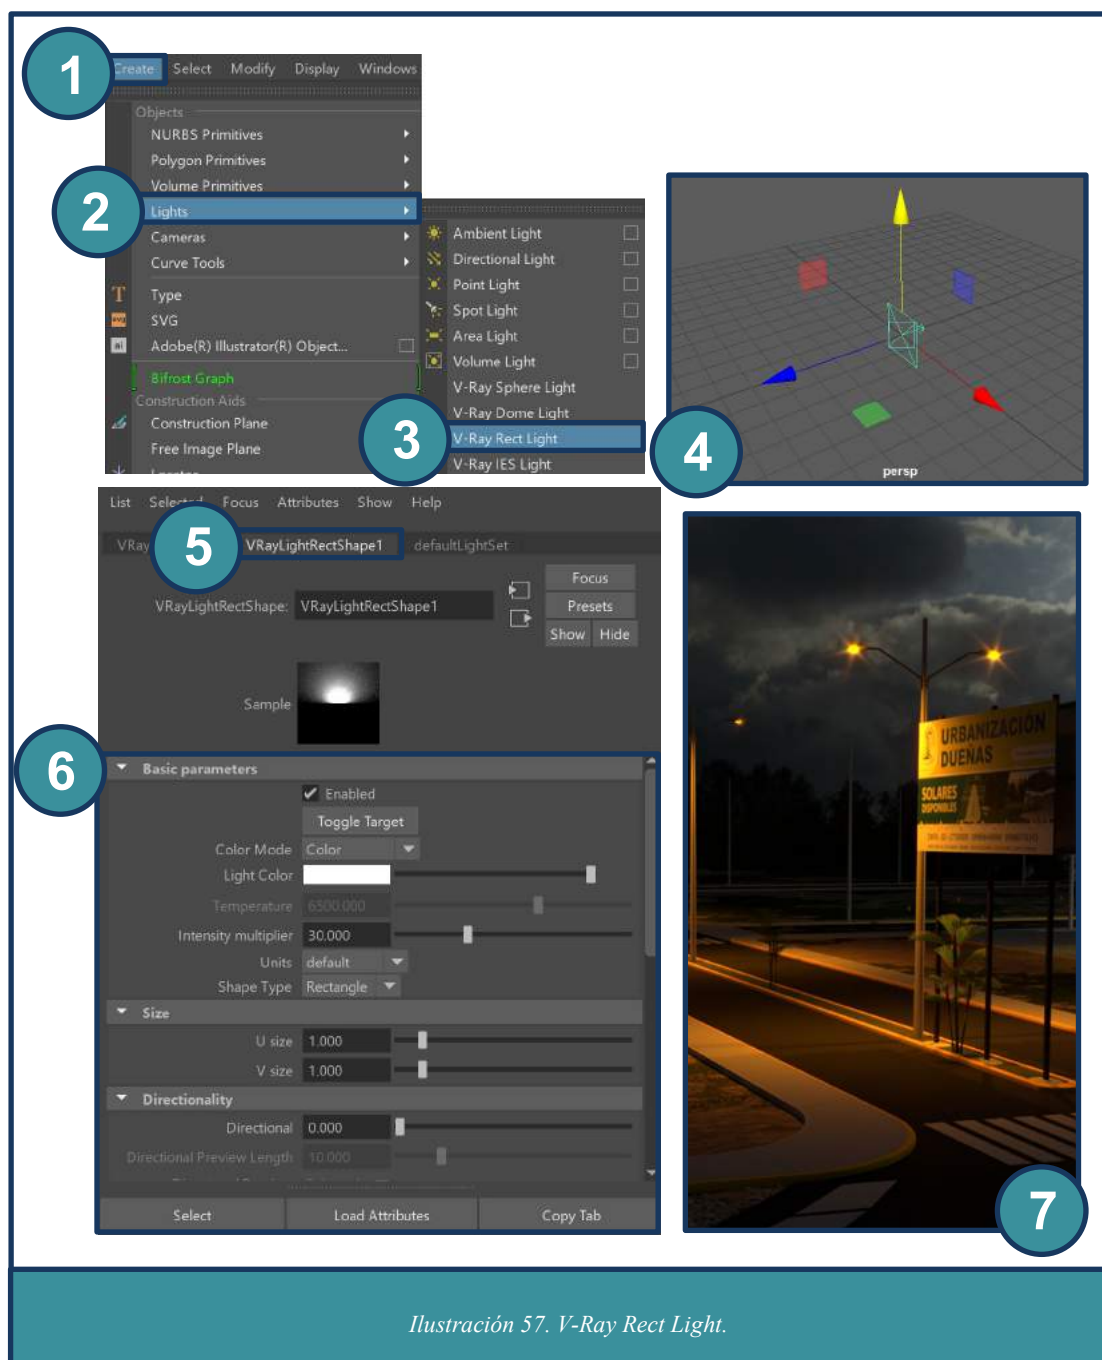 1
Create Select Modify Display Windows
Objects
NURBS Primitives
Polygon Primitives
Volume Primitives
2
Lights
Cameras
Curve Tools
T Type
SVG SVG
Ai Adobe(R) Illustrator(R) Object...
Bifrost Graph
Construction Aids
Construction Plane
Free Image Plane
Ambient Light
Directional Light
Point Light
Spot Light
Area Light
Volume Light
V-Ray Sphere Light
V-Ray Dome Light
3
V-Ray Rect Light
V-Ray IES Light
4
persp
List Selected Focus Attributes Show Help
VRay
5
VRayLightRectShape1 defaultLightSet
VRayLightRectShape: VRayLightRectShape1
Focus
Presets
Show Hide
Sample
6
Basic parameters
Enabled
Toggle Target
Color Mode Color
Light Color
Temperature 6500.000
Intensity multiplier 30.000
Units default
Shape Type Rectangle
Size
U size 1.000
V size 1.000
Directionality
Directional 0.000
Directional Preview Length 10.000
Select Load Attributes Copy Tab
URBANIZACIÓN
DUEÑAS
SOLARES
DISPONIBLES
7
Ilustración 57. V-Ray Rect Light.